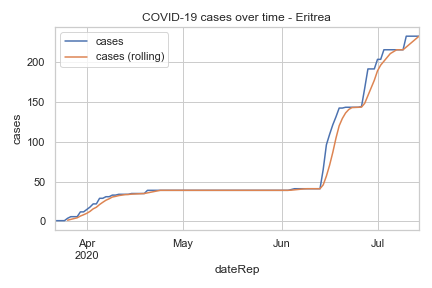 COVID-19 cases over time - Eritrea
cases
cases (rolling)
200
150
100
50
0
cases
Apr
2020
May
Jun
Jul
dateRep